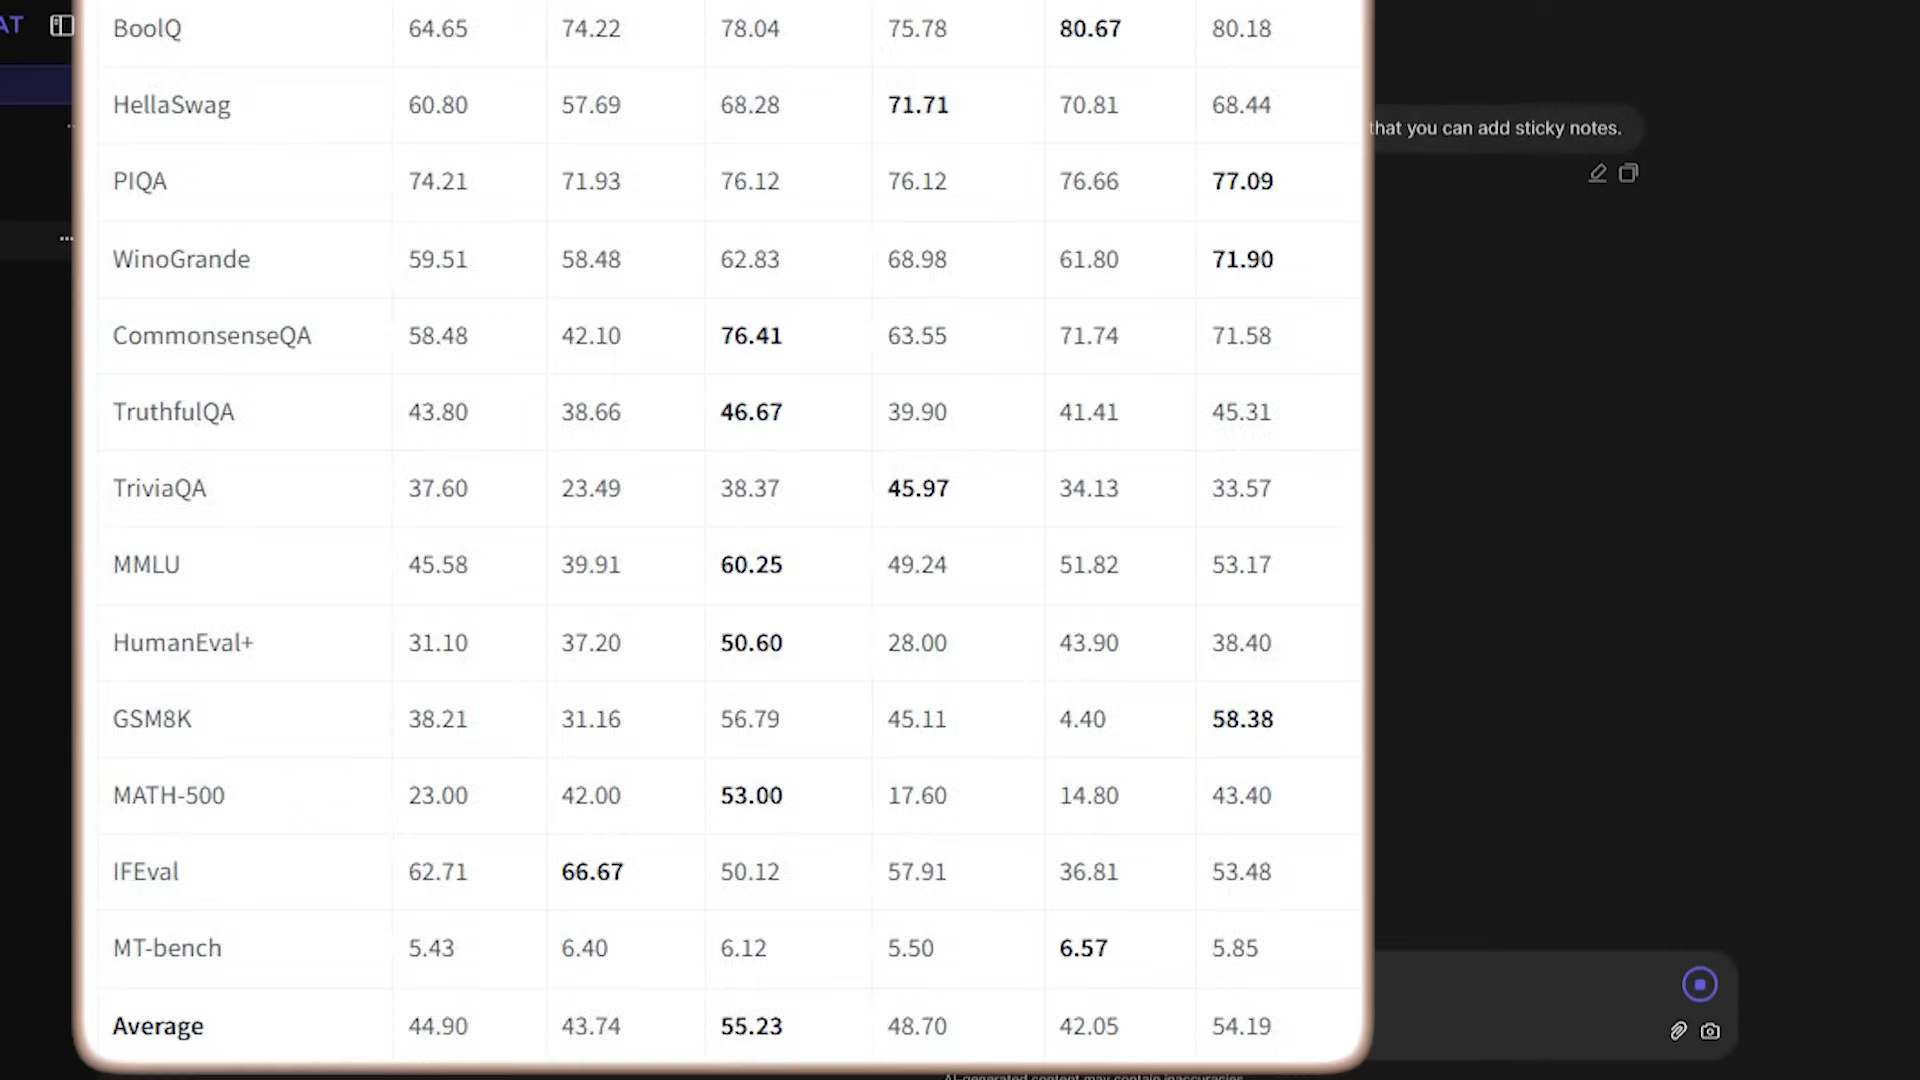 AT
BoolQ 64.65 74.22 78.04 75.78 80.67 80.18
HellaSwag 60.80 57.69 68.28 71.71 70.81 68.44
that you can add sticky notes.
PIQA 74.21 71.93 76.12 76.12 76.66 77.09
WinoGrande 59.51 58.48 62.83 68.98 61.80 71.90
CommonsenseQA 58.48 42.10 76.41 63.55 71.74 71.58
TruthfulQA 43.80 38.66 46.67 39.90 41.41 45.31
TriviaQA 37.60 23.49 38.37 45.97 34.13 33.57
MMLU 45.58 39.91 60.25 49.24 51.82 53.17
HumanEval+ 31.10 37.20 50.60 28.00 43.90 38.40
GSM8K 38.21 31.16 56.79 45.11 4.40 58.38
MATH-500 23.00 42.00 53.00 17.60 14.80 43.40
IFEval 62.71 66.67 50.12 57.91 36.81 53.48
MT-bench 5.43 6.40 6.12 5.50 6.57 5.85
Average 44.90 43.74 55.23 48.70 42.05 54.19
AI-generated content may contain inaccuracies